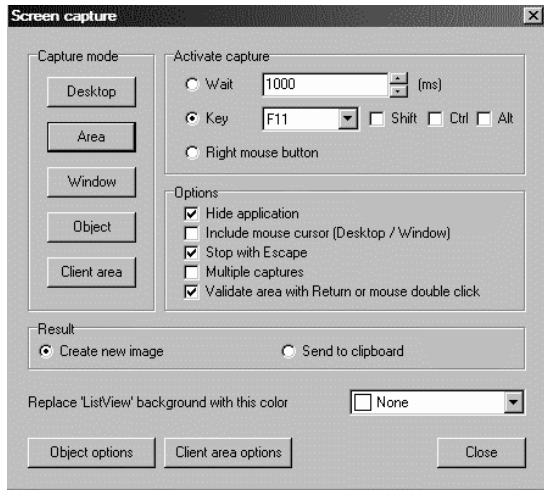 Screen capture
Capture mode
Desktop
Area
Window
Object
Client area
Activate capture
Wait 1000 (ms)
Key F11 Shift Ctrl Alt
Right mouse button
Options
Hide application
Include mouse cursor (Desktop / Window)
Stop with Escape
Multiple captures
Validate area with Return or mouse double click
Result
Create new image Send to clipboard
Replace 'ListView' background with this color None
Object options Client area options Close